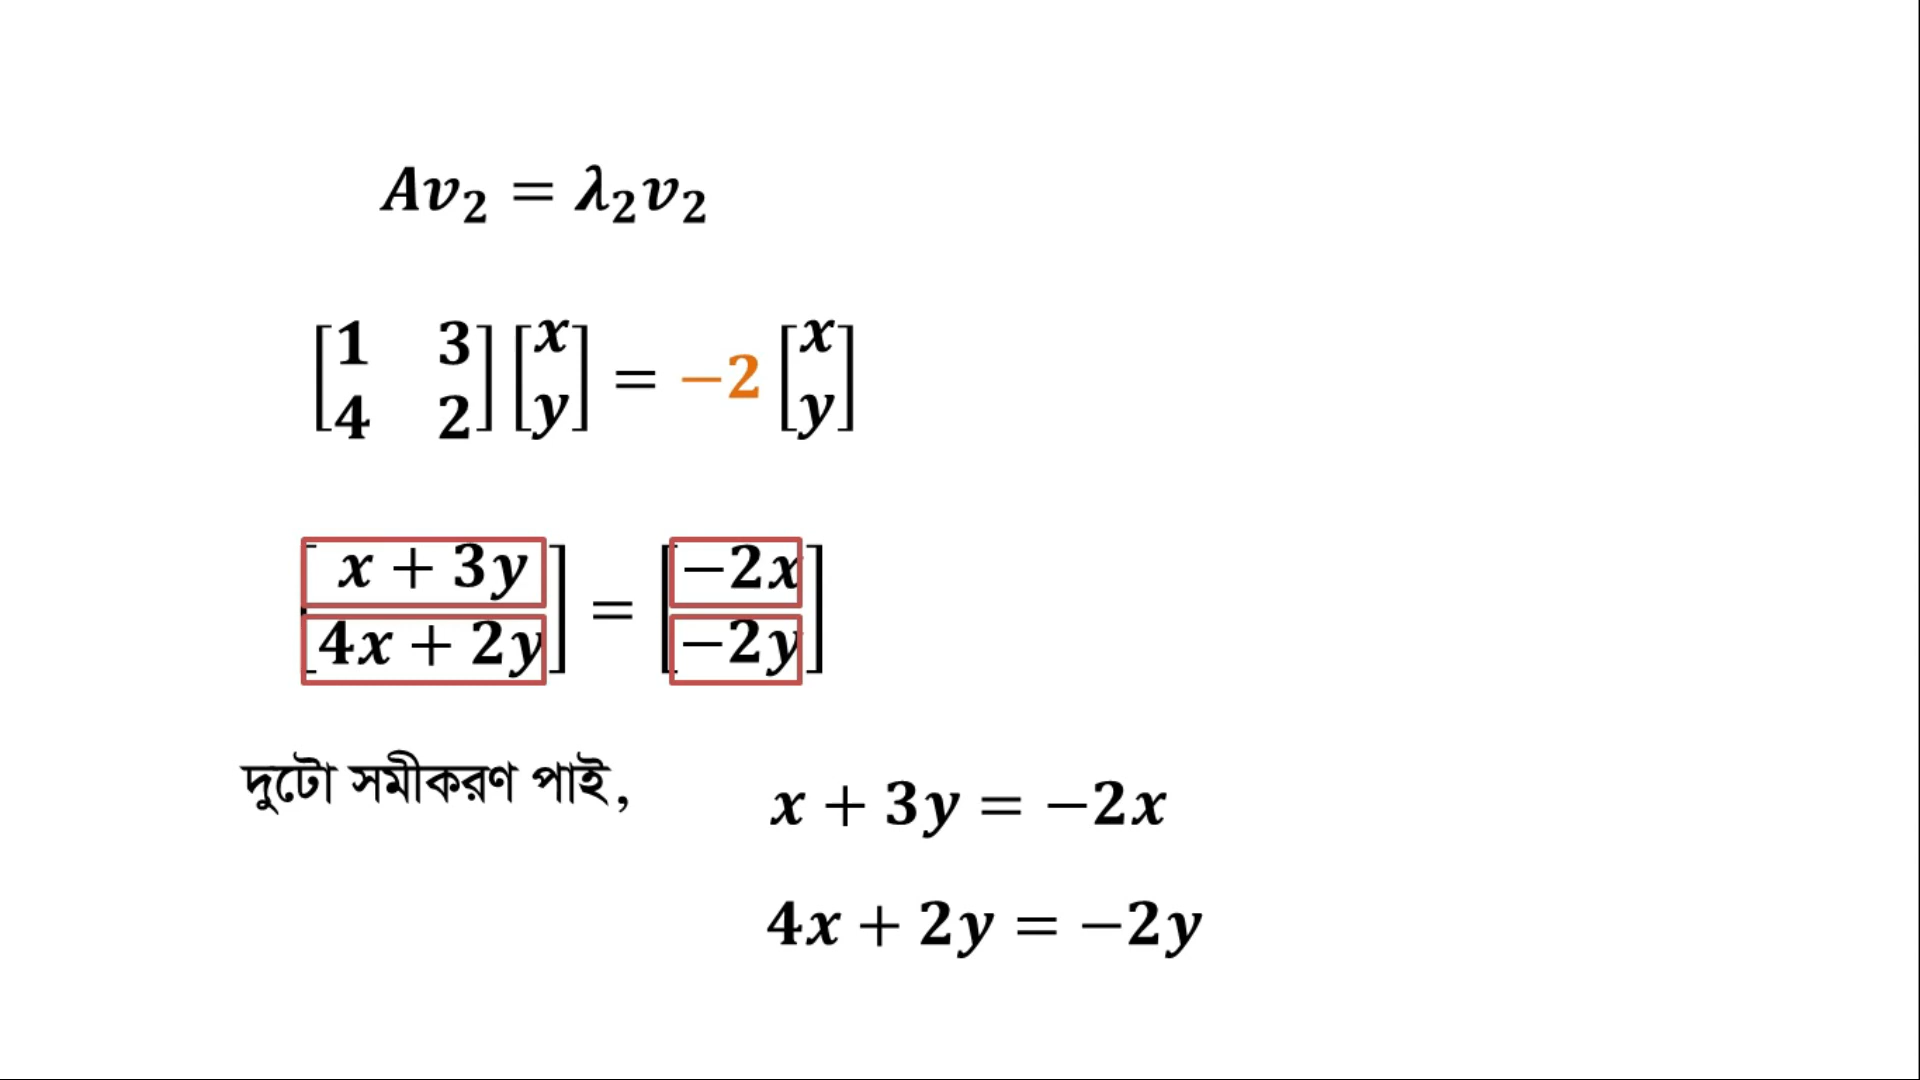 Av₂ = λ₂v₂
[1 3; 4 2] [x; y] = −2 [x; y]
[x + 3y; 4x + 2y] = [−2x; −2y]
দুটো সমীকরণ পাই, x + 3y = −2x
4x + 2y = −2y